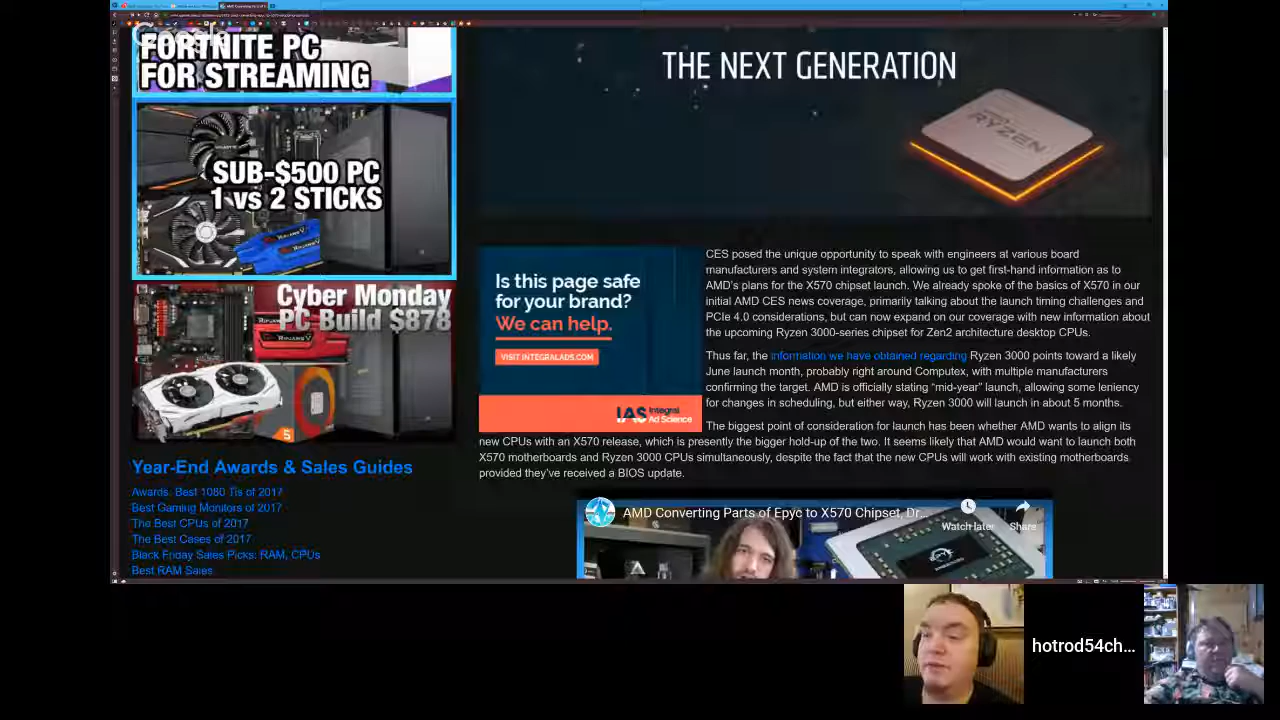 FORTNITE PC
FOR STREAMING
SUB-$500 PC
1 vs 2 STICKS
Cyber Monday
PC Build $878
Year-End Awards & Sales Guides
Awards: Best 1080 Tis of 2017
Best Gaming Monitors of 2017
The Best CPUs of 2017
The Best Cases of 2017
Black Friday Sales Picks: RAM, CPUs
Best RAM Sales
THE NEXT GENERATION
RYZEN
Is this page safe
for your brand?
We can help.
VISIT INTEGRALADS.COM
IAS Integral
Ad Science
CES posed the unique opportunity to speak with engineers at various board
manufacturers and system integrators, allowing us to get first-hand information as to
AMD's plans for the X570 chipset launch. We already spoke of the basics of X570 in our
initial AMD CES news coverage, primarily talking about the launch timing challenges and
PCIe 4.0 considerations, but can now expand on our coverage with new information about
the upcoming Ryzen 3000-series chipset for Zen2 architecture desktop CPUs.
Thus far, the information we have obtained regarding Ryzen 3000 points toward a likely
June launch month, probably right around Computex, with multiple manufacturers
confirming the target. AMD is officially stating “mid-year” launch, allowing some leniency
for changes in scheduling, but either way, Ryzen 3000 will launch in about 5 months.
The biggest point of consideration for launch has been whether AMD wants to align its
new CPUs with an X570 release, which is presently the bigger hold-up of the two. It seems likely that AMD would want to launch both
X570 motherboards and Ryzen 3000 CPUs simultaneously, despite the fact that the new CPUs will work with existing motherboards
provided they've received a BIOS update.
AMD Converting Parts of Epyc to X570 Chipset, Dr...
Watch later
Share
hotrod54ch...